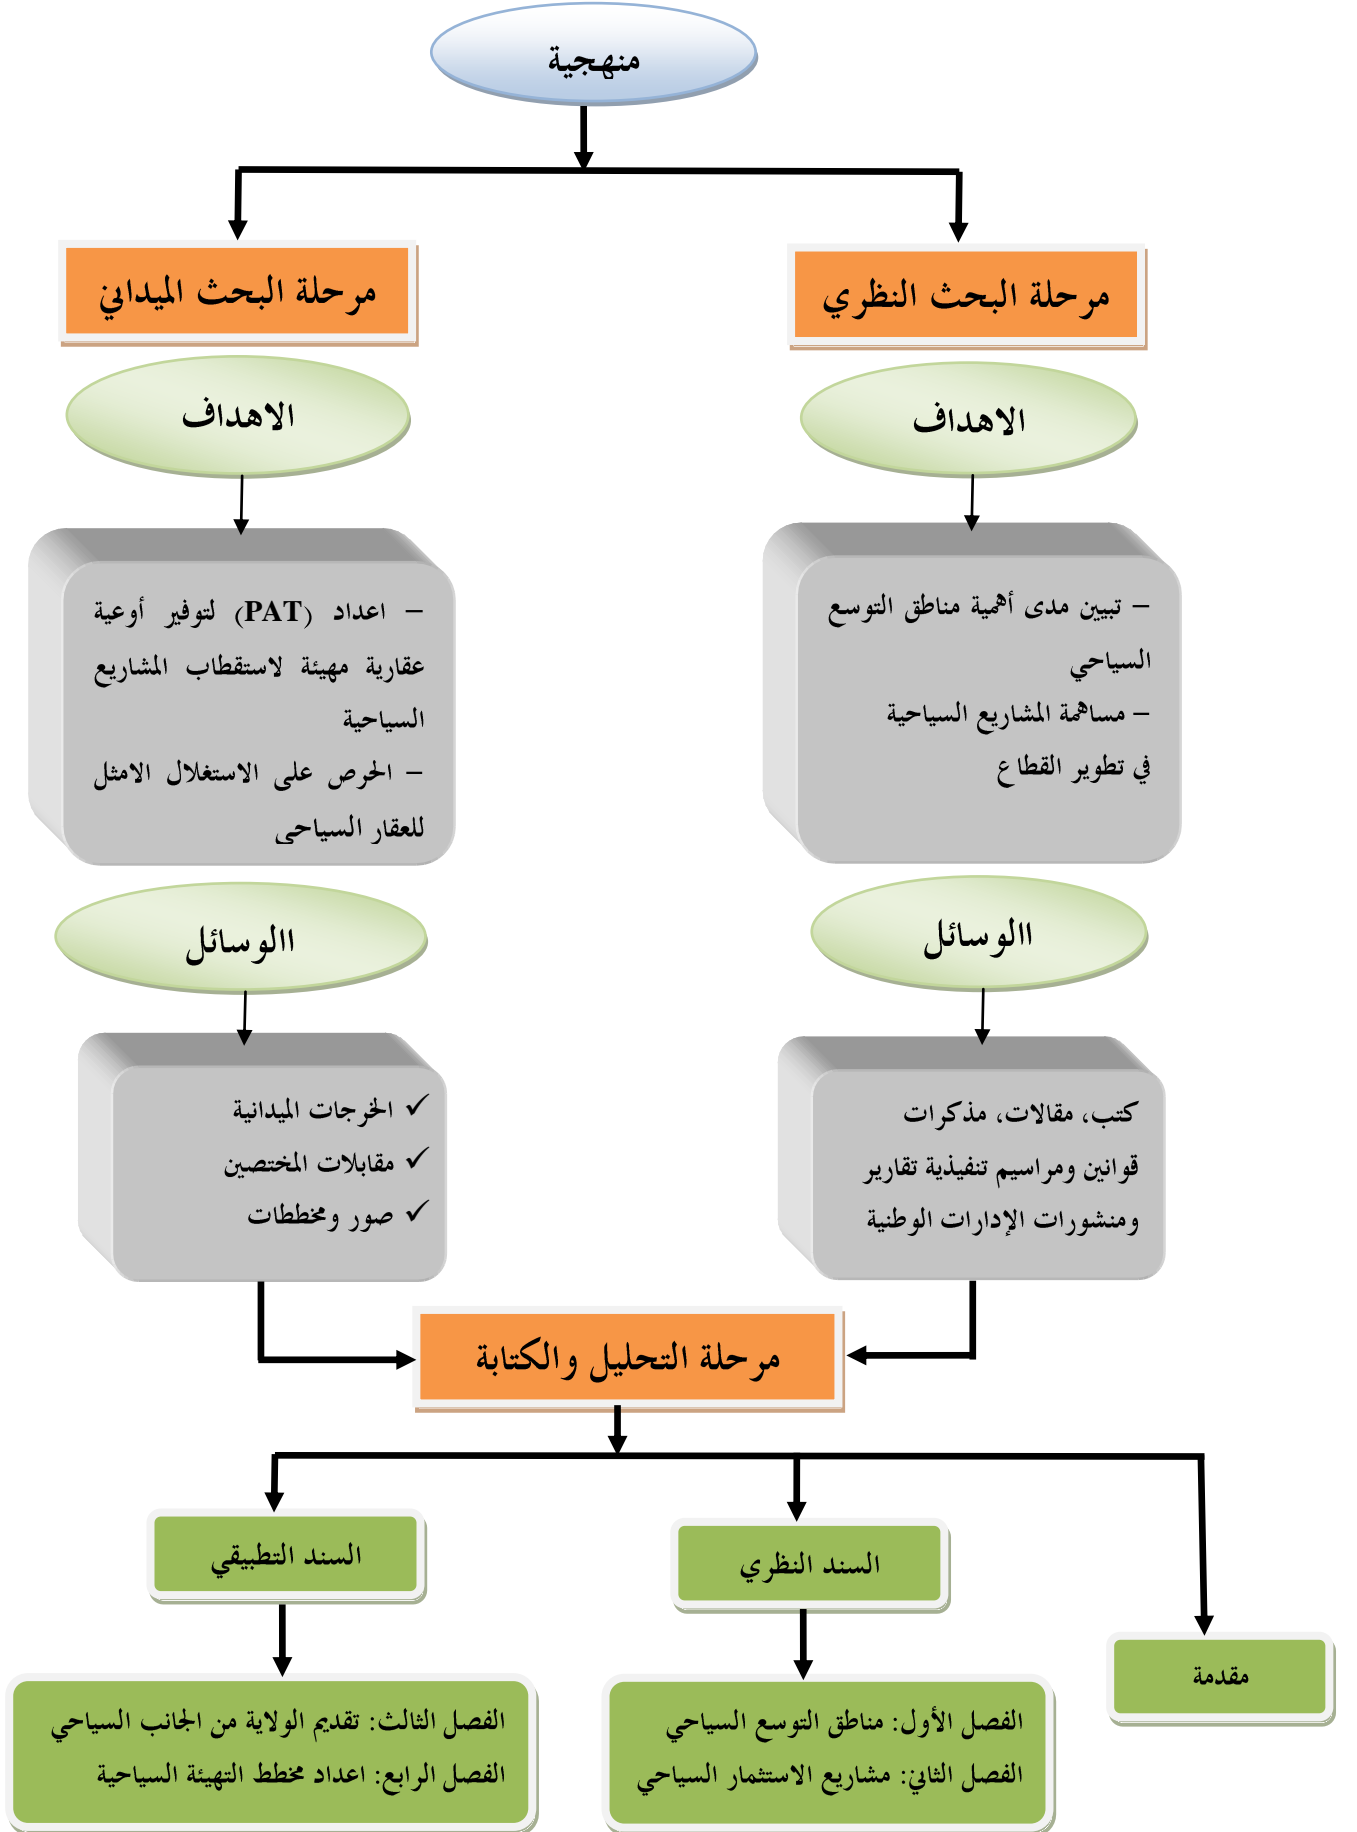 منهجية
مرحلة البحث النظري
مرحلة البحث الميداني
الاهداف
الاهداف
– تبيين مدى أهمية مناطق التوسع
السياحي
– مساهمة المشاريع السياحية
في تطوير القطاع
– اعداد (PAT) لتوفير أوعية
عقارية مهيئة لاستقطاب المشاريع
السياحية
– الحرص على الاستغلال الامثل
للعقار السياحي
االوسائل
االوسائل
كتب، مقالات، مذكرات
قوانين ومراسيم تنفيذية تقارير
ومنشورات الإدارات الوطنية
✓ الخرجات الميدانية
✓ مقابلات المختصين
✓ صور ومخططات
مرحلة التحليل والكتابة
السند النظري
السند التطبيقي
مقدمة
الفصل الأول: مناطق التوسع السياحي
الفصل الثاني: مشاريع الاستثمار السياحي
الفصل الثالث: تقديم الولاية من الجانب السياحي
الفصل الرابع: اعداد مخطط التهيئة السياحية